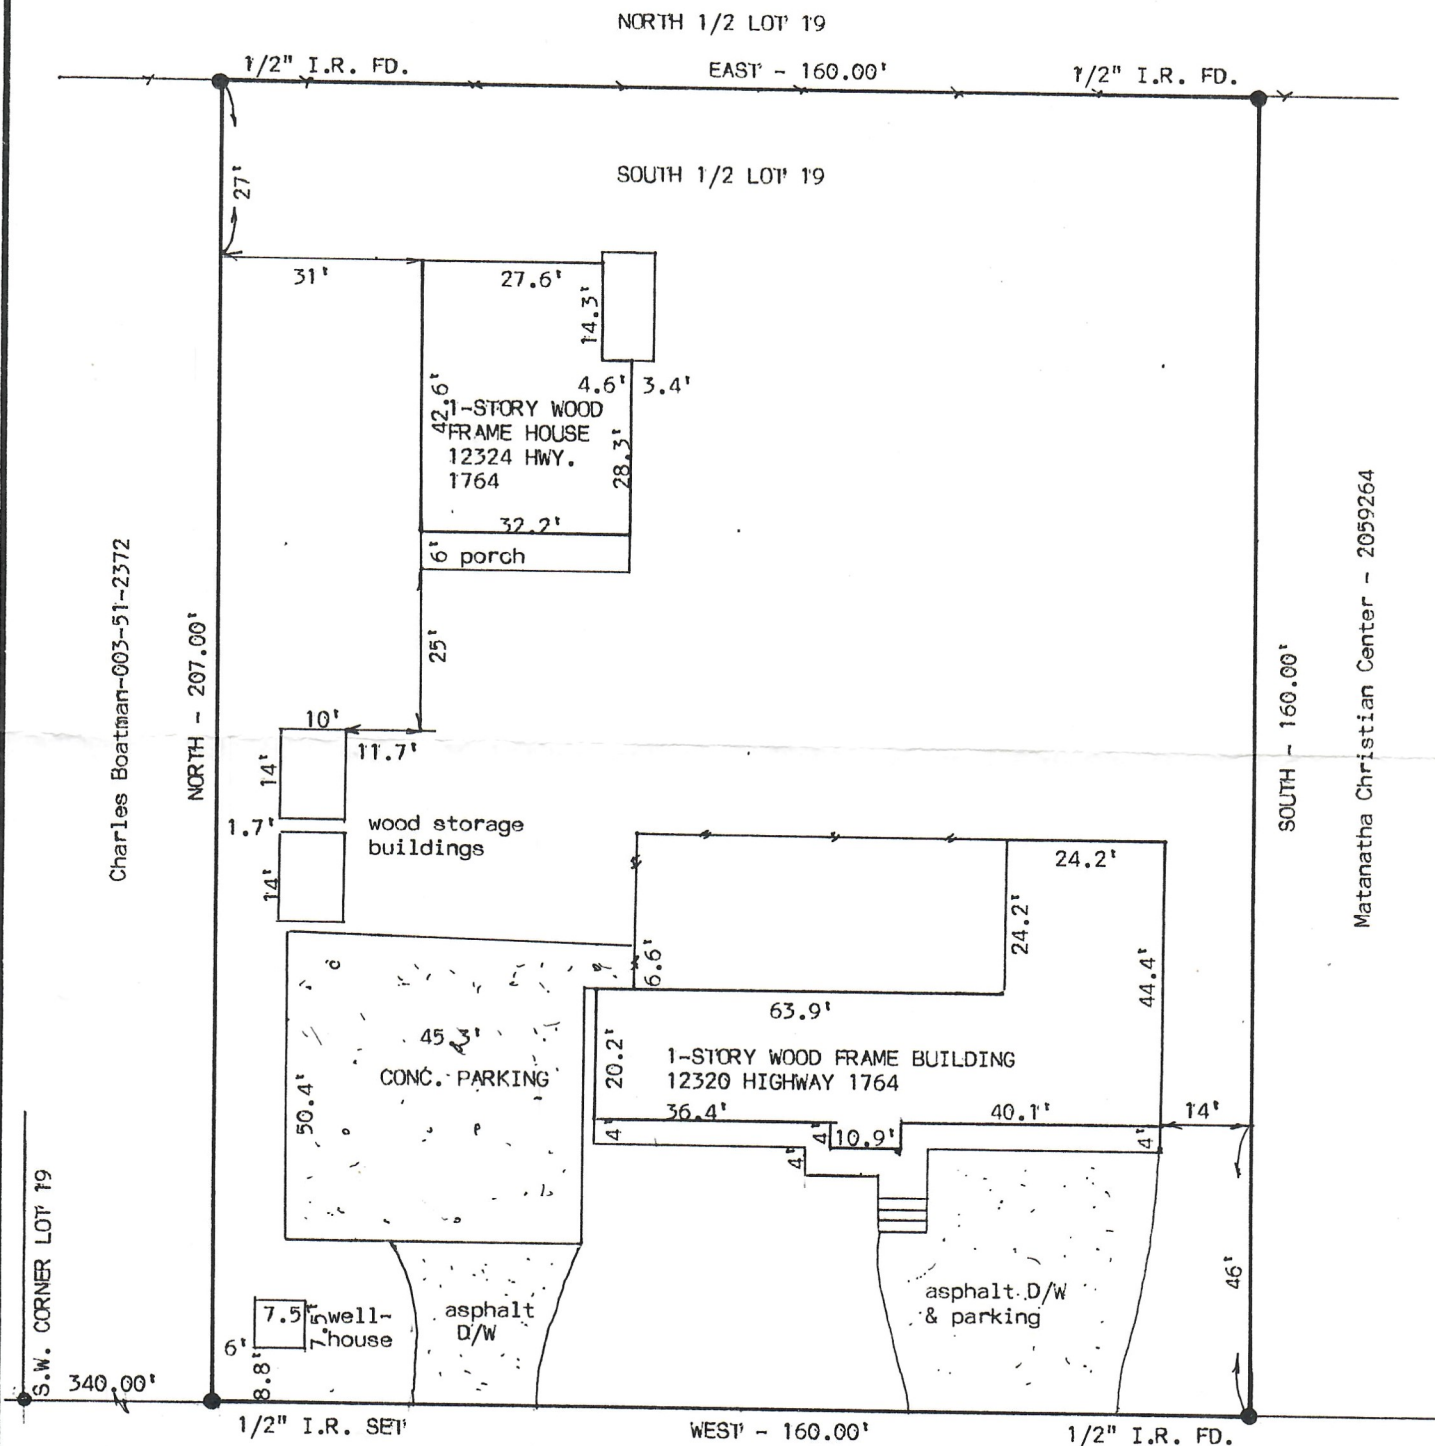 NORTH 1/2 LOT 19
1/2" I.R. FD.
EAST - 160.00'
1/2" I.R. FD.
27'
SOUTH 1/2 LOT 19
31'
27.6'
14.3'
4.6'
3.4'
42.6'
1-STORY WOOD
FRAME HOUSE
12324 HWY.
1764
28.3'
32.2'
6'
porch
25'
Charles Boatman-003-51-2372
NORTH - 207.00'
10'
11.7'
14'
1.7'
wood storage
buildings
14'
SOUTH - 160.00'
Matanatha Christian Center - 2059264
24.2'
24.2'
6.6'
44.4'
63.9'
45.3'
CONC. PARKING
50.4'
20.2'
1-STORY WOOD FRAME BUILDING
12320 HIGHWAY 1764
36.4'
40.1'
14'
4'
4'
10.9'
4'
4'
S.W. CORNER LOT 19
46'
asphalt D/W
& parking
7.5
7.5'
well-
house
asphalt
D/W
6'
8.8'
340.00'
1/2" I.R. SET
WEST - 160.00'
1/2" I.R. FD.